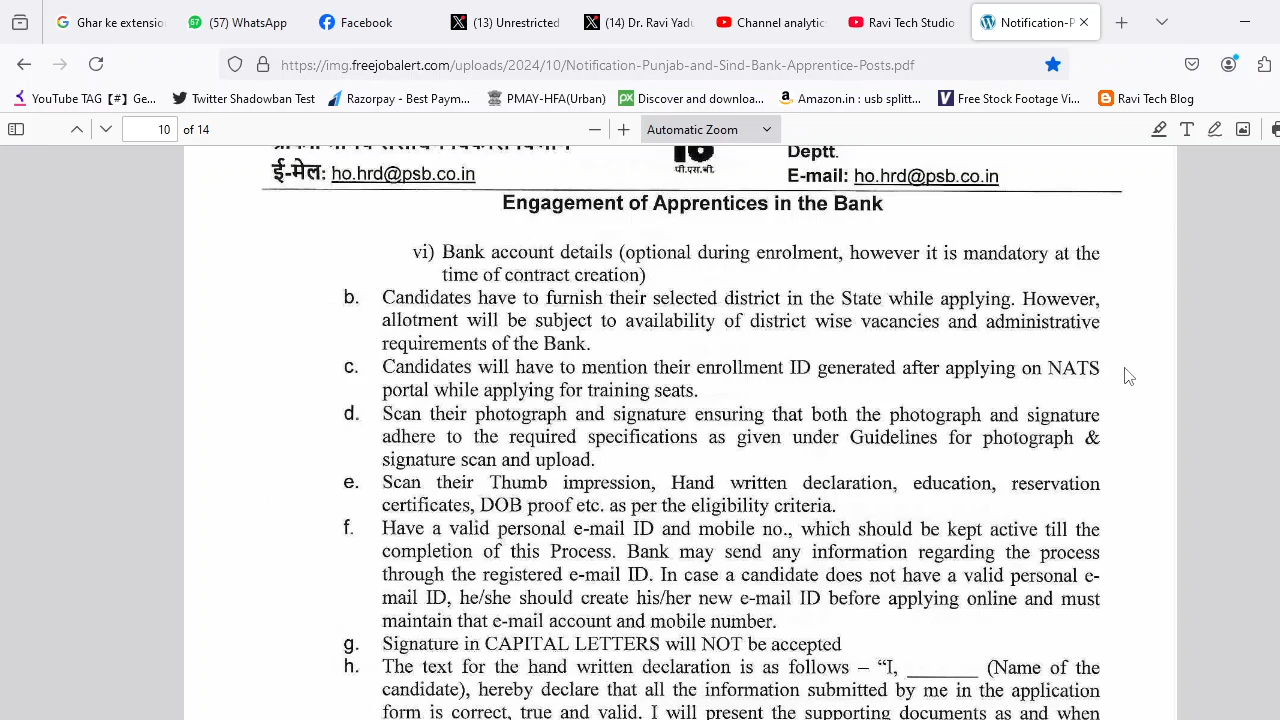 Ghar ke extension
(57) WhatsApp
Facebook
(13) Unrestricted
(14) Dr. Ravi Yadu
Channel analytics
Ravi Tech Studio
Notification-P
https://img.freejobalert.com/uploads/2024/10/Notification-Punjab-and-Sind-Bank-Apprentice-Posts.pdf
YouTube TAG [#] Ge...
Twitter Shadowban Test
Razorpay - Best Paym...
PMAY-HFA(Urban)
Discover and downloa...
Amazon.in : usb splitt...
Free Stock Footage Vi...
Ravi Tech Blog
10 of 14
Automatic Zoom
Deptt.
पी.एस.बी.
ई-मेल: ho.hrd@psb.co.in
E-mail: ho.hrd@psb.co.in
Engagement of Apprentices in the Bank
vi) Bank account details (optional during enrolment, however it is mandatory at the
time of contract creation)
b. Candidates have to furnish their selected district in the State while applying. However,
allotment will be subject to availability of district wise vacancies and administrative
requirements of the Bank.
c. Candidates will have to mention their enrollment ID generated after applying on NATS
portal while applying for training seats.
d. Scan their photograph and signature ensuring that both the photograph and signature
adhere to the required specifications as given under Guidelines for photograph &
signature scan and upload.
e. Scan their Thumb impression, Hand written declaration, education, reservation
certificates, DOB proof etc. as per the eligibility criteria.
f. Have a valid personal e-mail ID and mobile no., which should be kept active till the
completion of this Process. Bank may send any information regarding the process
through the registered e-mail ID. In case a candidate does not have a valid personal e-
mail ID, he/she should create his/her new e-mail ID before applying online and must
maintain that e-mail account and mobile number.
g. Signature in CAPITAL LETTERS will NOT be accepted
h. The text for the hand written declaration is as follows – “I, _______ (Name of the
candidate), hereby declare that all the information submitted by me in the application
form is correct, true and valid. I will present the supporting documents as and when